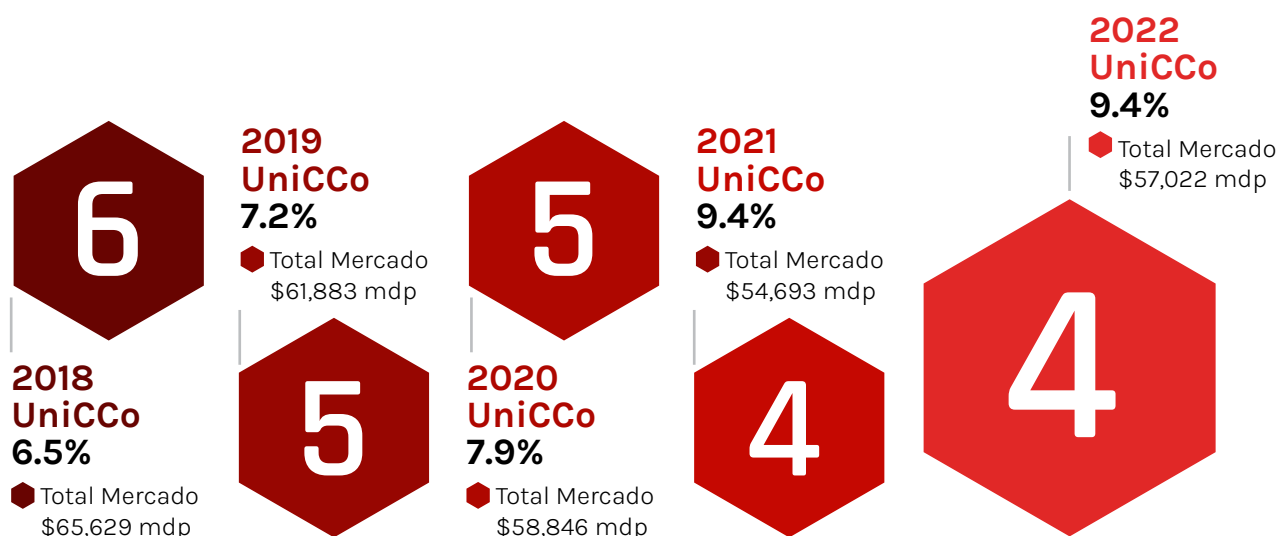 6
2018
UniCCo
6.5%
Total Mercado
$65,629 mdp
2019
UniCCo
7.2%
Total Mercado
$61,883 mdp
5
5
2020
UniCCo
7.9%
Total Mercado
$58,846 mdp
2021
UniCCo
9.4%
Total Mercado
$54,693 mdp
4
2022
UniCCo
9.4%
Total Mercado
$57,022 mdp
4